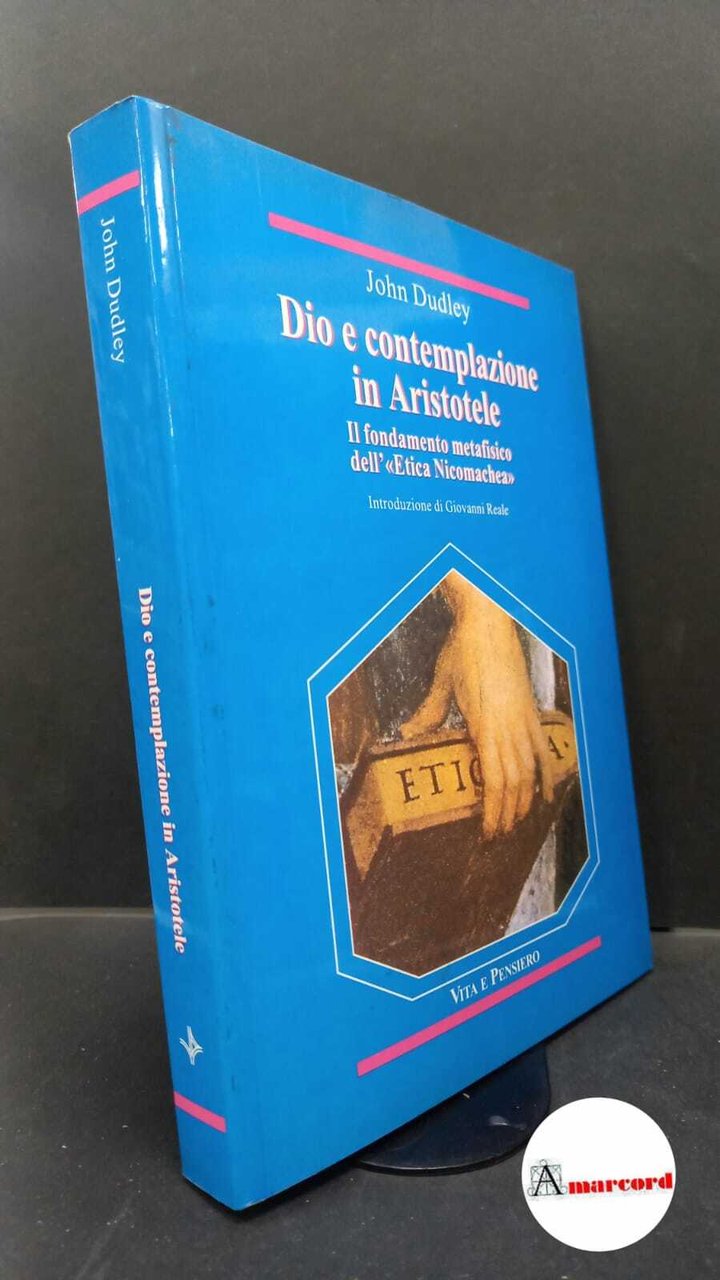 John Dudley
Dio e contemplazione in Aristotele
John Dudley
Dio e contemplazione
in Aristotele
Il fondamento metafisico
dell'«Etica Nicomachea»
Introduzione di Giovanni Reale
ETIC A.
VITA E PENSIERO
Amarcord